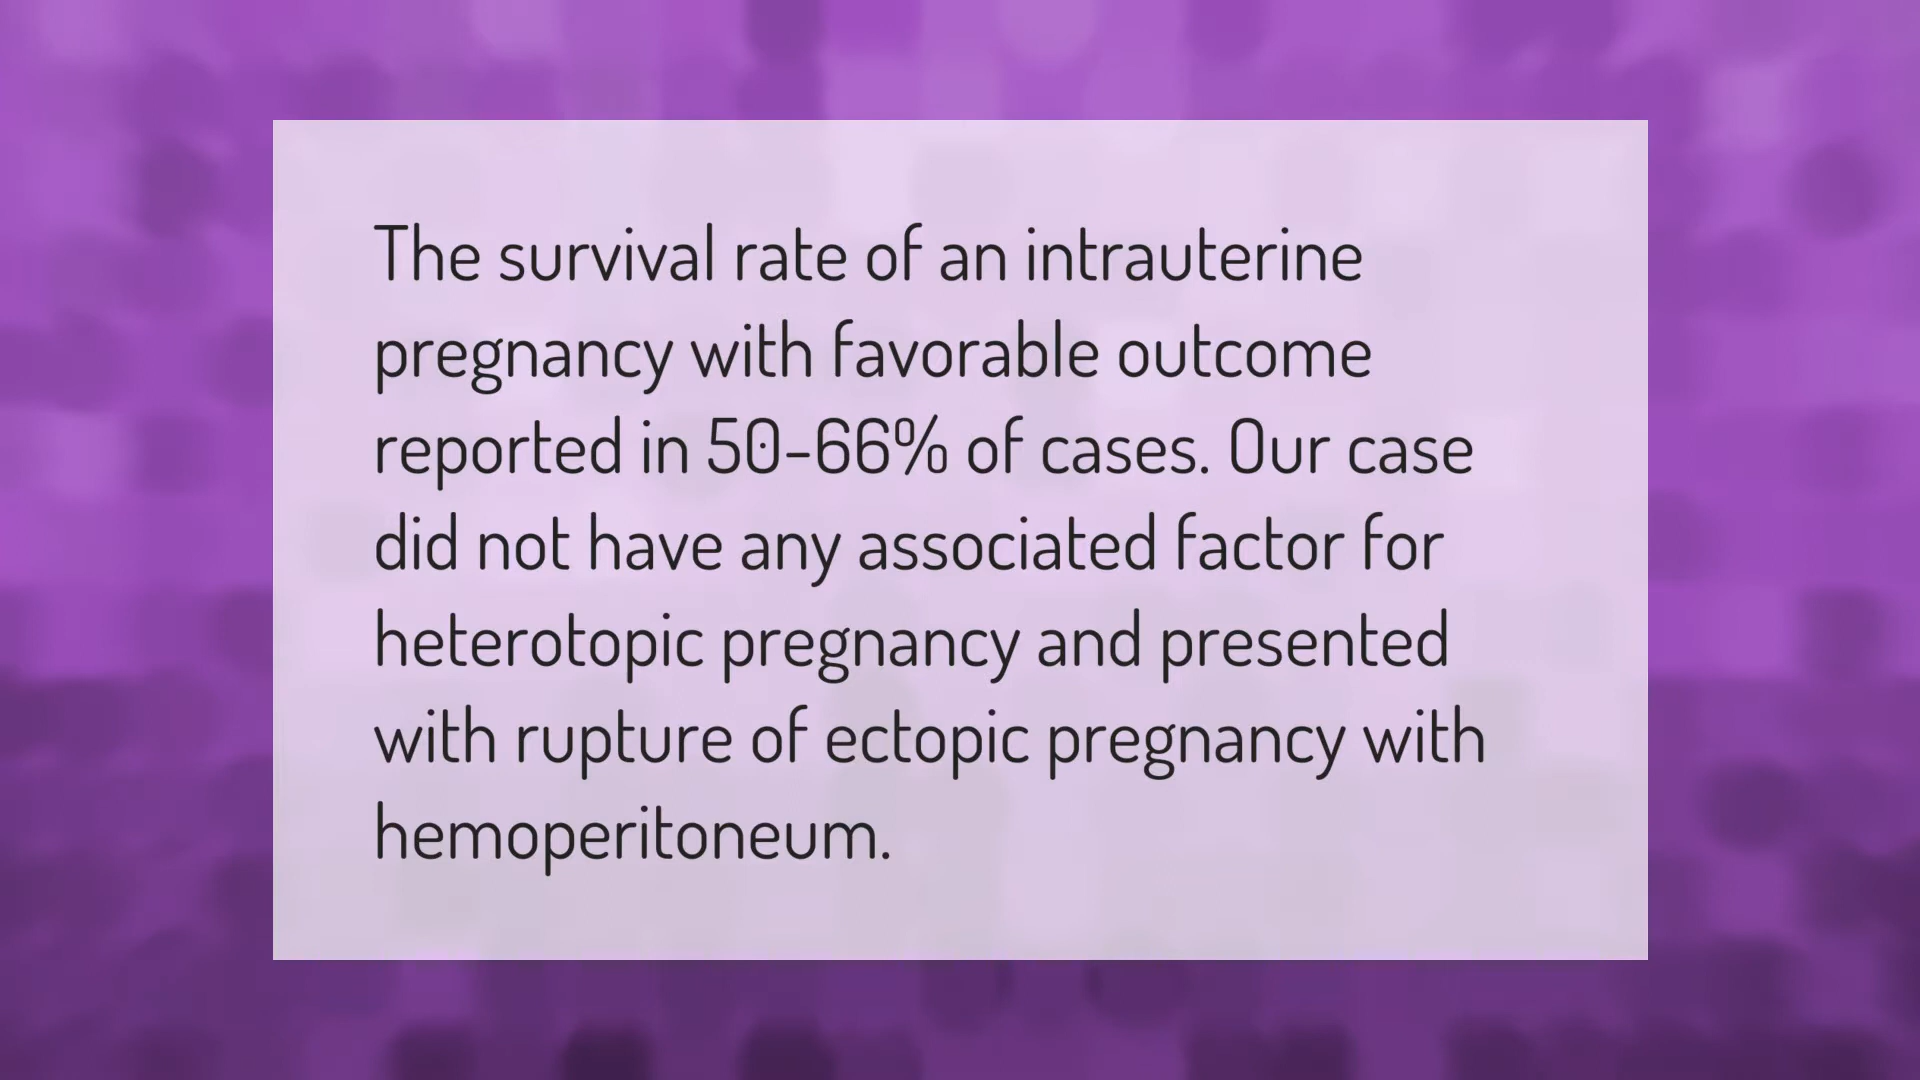 The survival rate of an intrauterine
pregnancy with favorable outcome
reported in 50-66% of cases. Our case
did not have any associated factor for
heterotopic pregnancy and presented
with rupture of ectopic pregnancy with
hemoperitoneum.